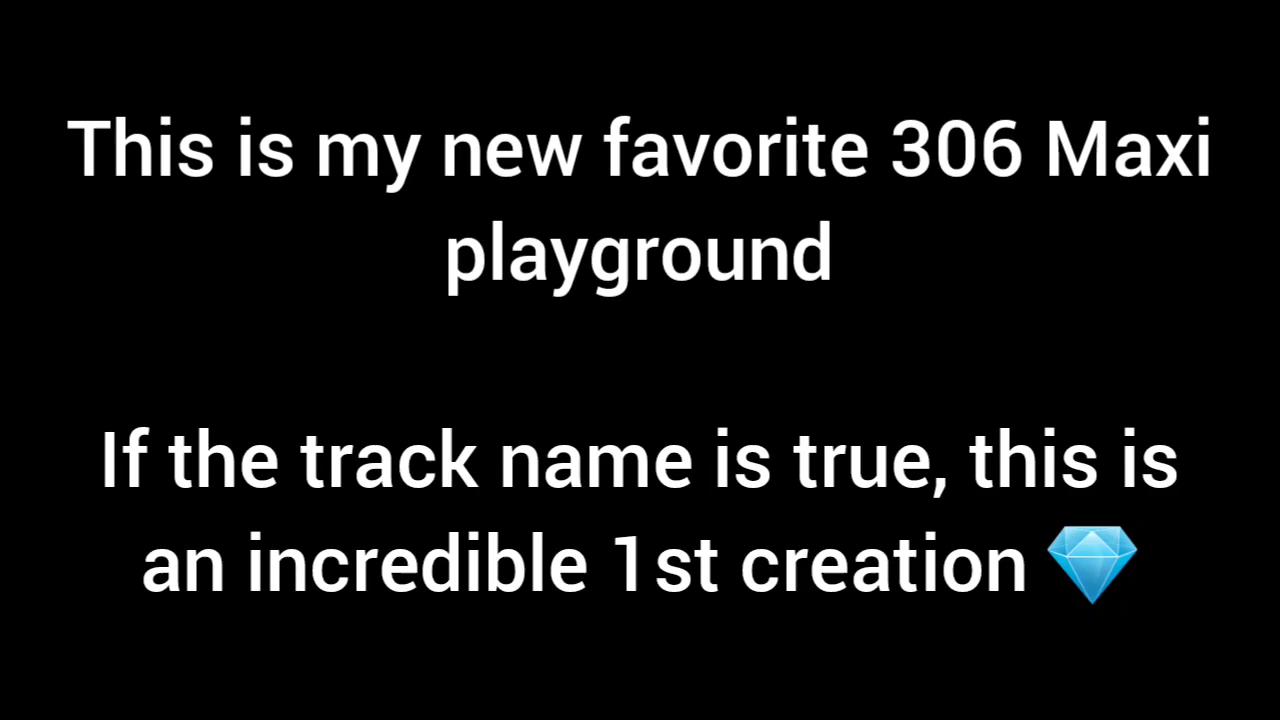 This is my new favorite 306 Maxi
playground
If the track name is true, this is
an incredible 1st creation 💎